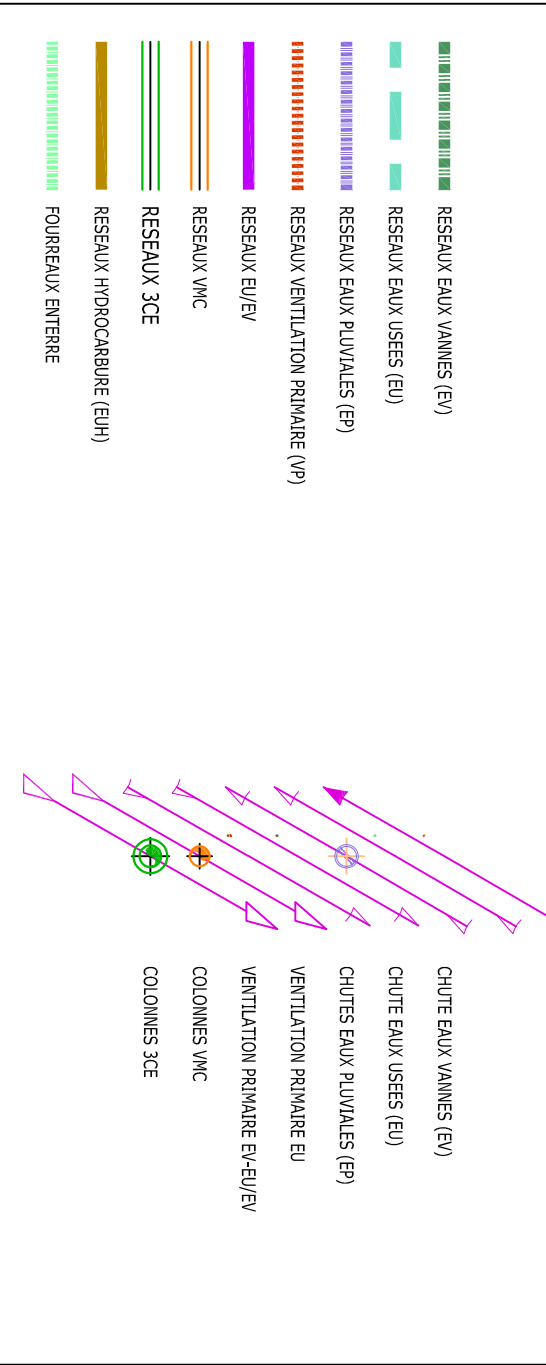 RESEAUX EAUX VANNES (EV)
RESEAUX EAUX USEES (EU)
RESEAUX EAUX PLUVIALES (EP)
RESEAUX VENTILATION PRIMAIRE (VP)
RESEAUX EU/EV
RESEAUX VMC
RESEAUX 3CE
RESEAUX HYDROCARBURE (EUH)
FOURREAUX ENTERRE
CHUTE EAUX VANNES (EV)
CHUTE EAUX USEES (EU)
CHUTES EAUX PLUVIALES (EP)
VENTILATION PRIMAIRE EU
VENTILATION PRIMAIRE EV-EU/EV
COLONNES VMC
COLONNES 3CE